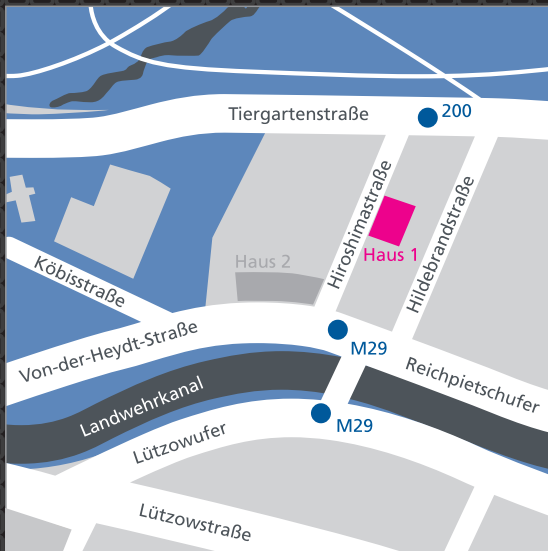 Tiergartenstraße
200
Hiroshimastraße
Hildebrandstraße
Haus 1
Haus 2
Köbisstraße
Von-der-Heydt-Straße
M29
Reichpietschufer
Landwehrkanal
M29
Lützowufer
Lützowstraße